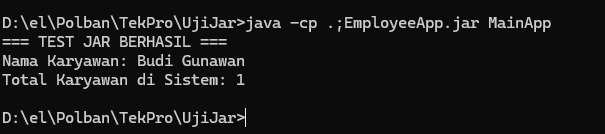 D:\el\Polban\TekPro\UjiJar>java -cp .;EmployeeApp.jar MainApp
=== TEST JAR BERHASIL ===
Nama Karyawan: Budi Gunawan
Total Karyawan di Sistem: 1
D:\el\Polban\TekPro\UjiJar>